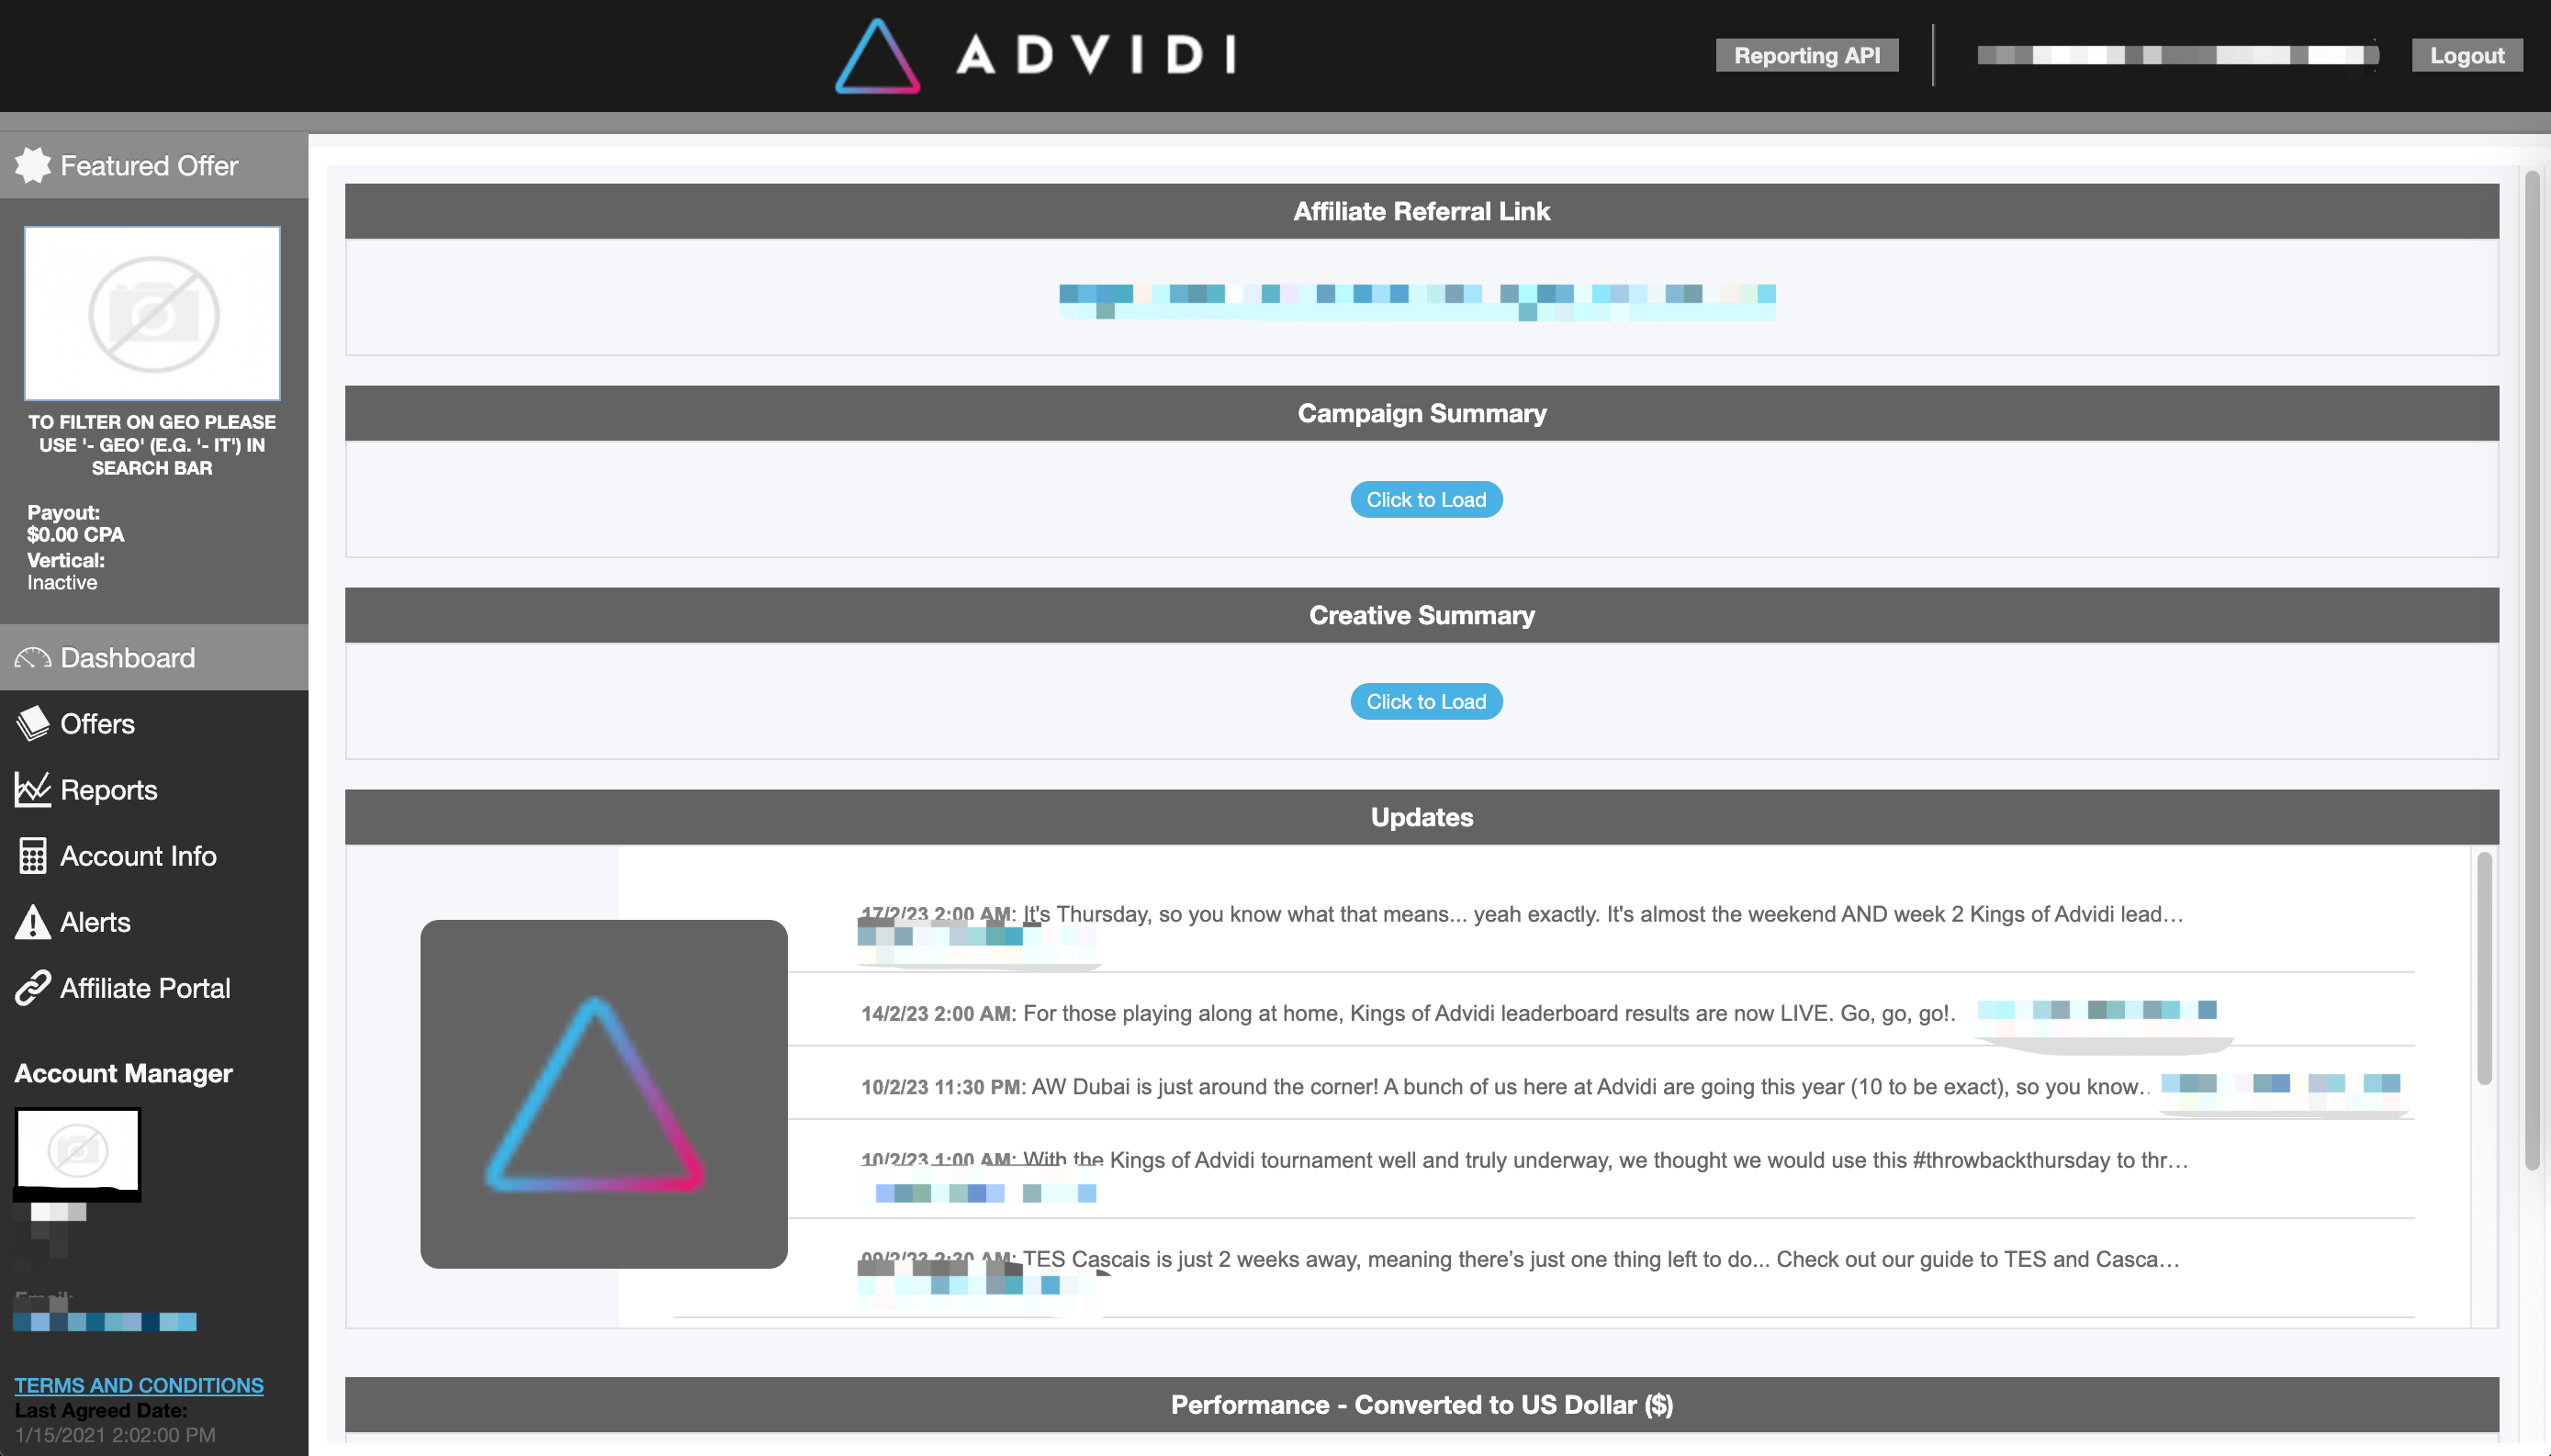 ADVIDI
Reporting API
Logout
Featured Offer
TO FILTER ON GEO PLEASE
USE '- GEO' (E.G. '- IT') IN
SEARCH BAR
Payout:
$0.00 CPA
Vertical:
Inactive
Dashboard
Offers
Reports
Account Info
Alerts
Affiliate Portal
Account Manager
Email:
TERMS AND CONDITIONS
Last Agreed Date:
1/15/2021 2:02:00 PM
Affiliate Referral Link
Campaign Summary
Click to Load
Creative Summary
Click to Load
Updates
17/2/23 2:00 AM: It's Thursday, so you know what that means... yeah exactly. It's almost the weekend AND week 2 Kings of Advidi lead…
14/2/23 2:00 AM: For those playing along at home, Kings of Advidi leaderboard results are now LIVE. Go, go, go!.
10/2/23 11:30 PM: AW Dubai is just around the corner! A bunch of us here at Advidi are going this year (10 to be exact), so you know..
10/2/23 1:00 AM: With the Kings of Advidi tournament well and truly underway, we thought we would use this #throwbackthursday to thr…
09/2/23 2:30 AM: TES Cascais is just 2 weeks away, meaning there’s just one thing left to do... Check out our guide to TES and Casca…
Performance - Converted to US Dollar ($)